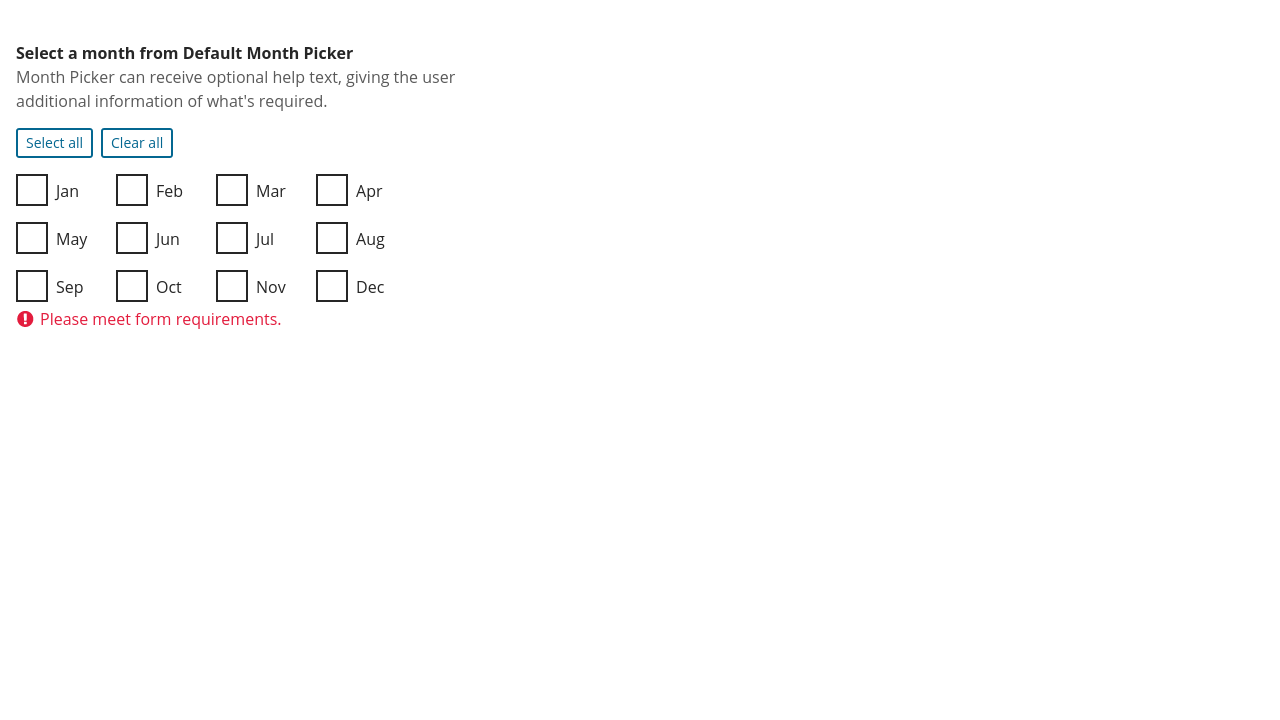 Select a month from Default Month Picker
Month Picker can receive optional help text, giving the user
additional information of what's required.
Select all Clear all
Jan Feb Mar Apr
May Jun Jul Aug
Sep Oct Nov Dec
Please meet form requirements.